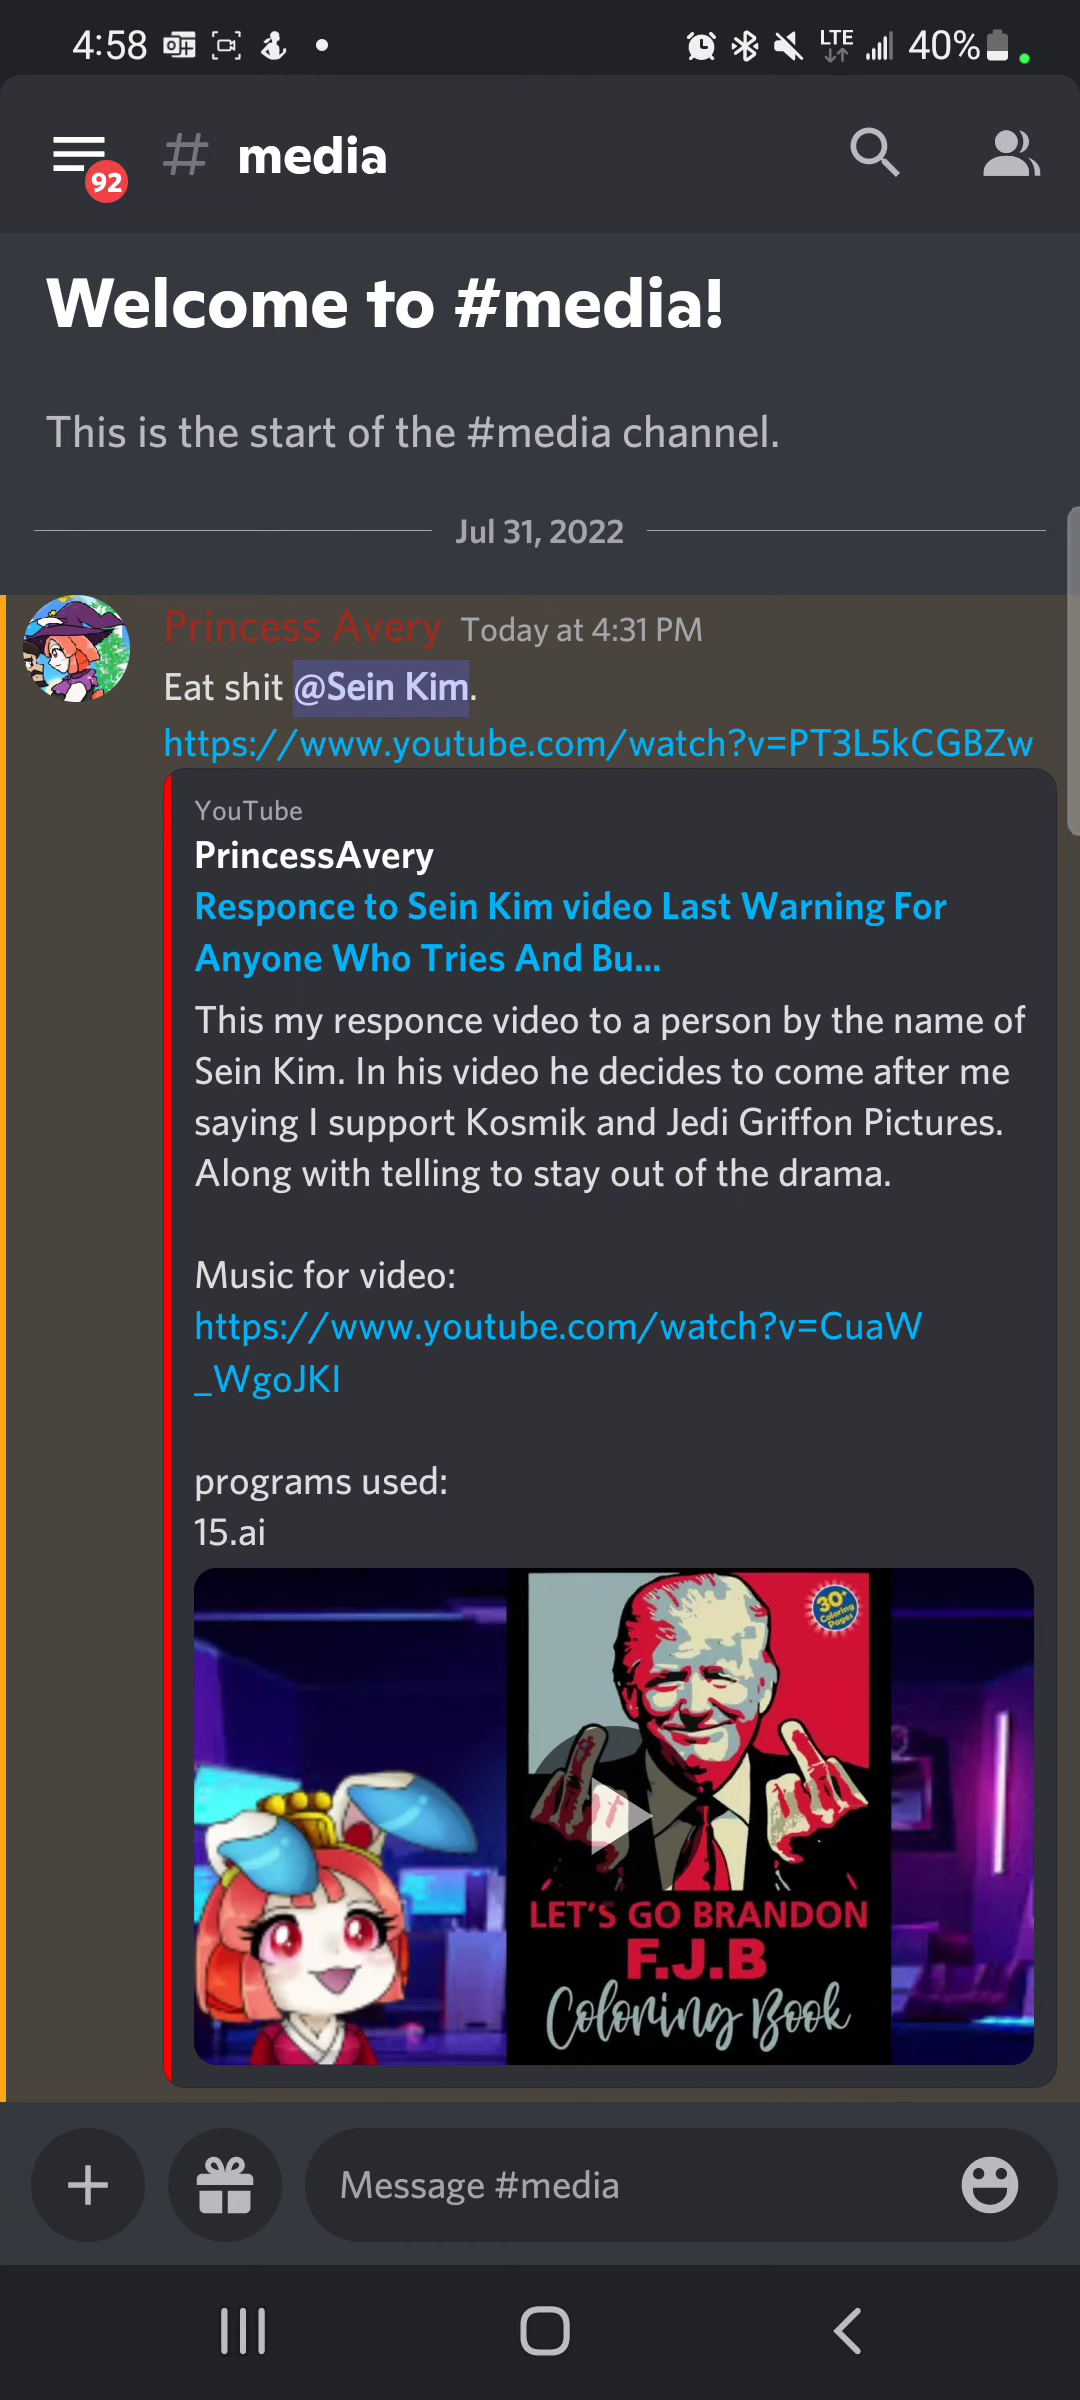 4:58
LTE
40%
# media
92
Welcome to #media!
This is the start of the #media channel.
Jul 31, 2022
Princess Avery Today at 4:31 PM
Eat shit @Sein Kim.
https://www.youtube.com/watch?v=PT3L5kCGBZw
YouTube
PrincessAvery
Responce to Sein Kim video Last Warning For
Anyone Who Tries And Bu...
This my responce video to a person by the name of
Sein Kim. In his video he decides to come after me
saying I support Kosmik and Jedi Griffon Pictures.
Along with telling to stay out of the drama.
Music for video:
https://www.youtube.com/watch?v=CuaW
_WgoJKI
programs used:
15.ai
30+
Coloring
Pages
LET'S GO BRANDON
F.J.B
Coloring Book
Message #media